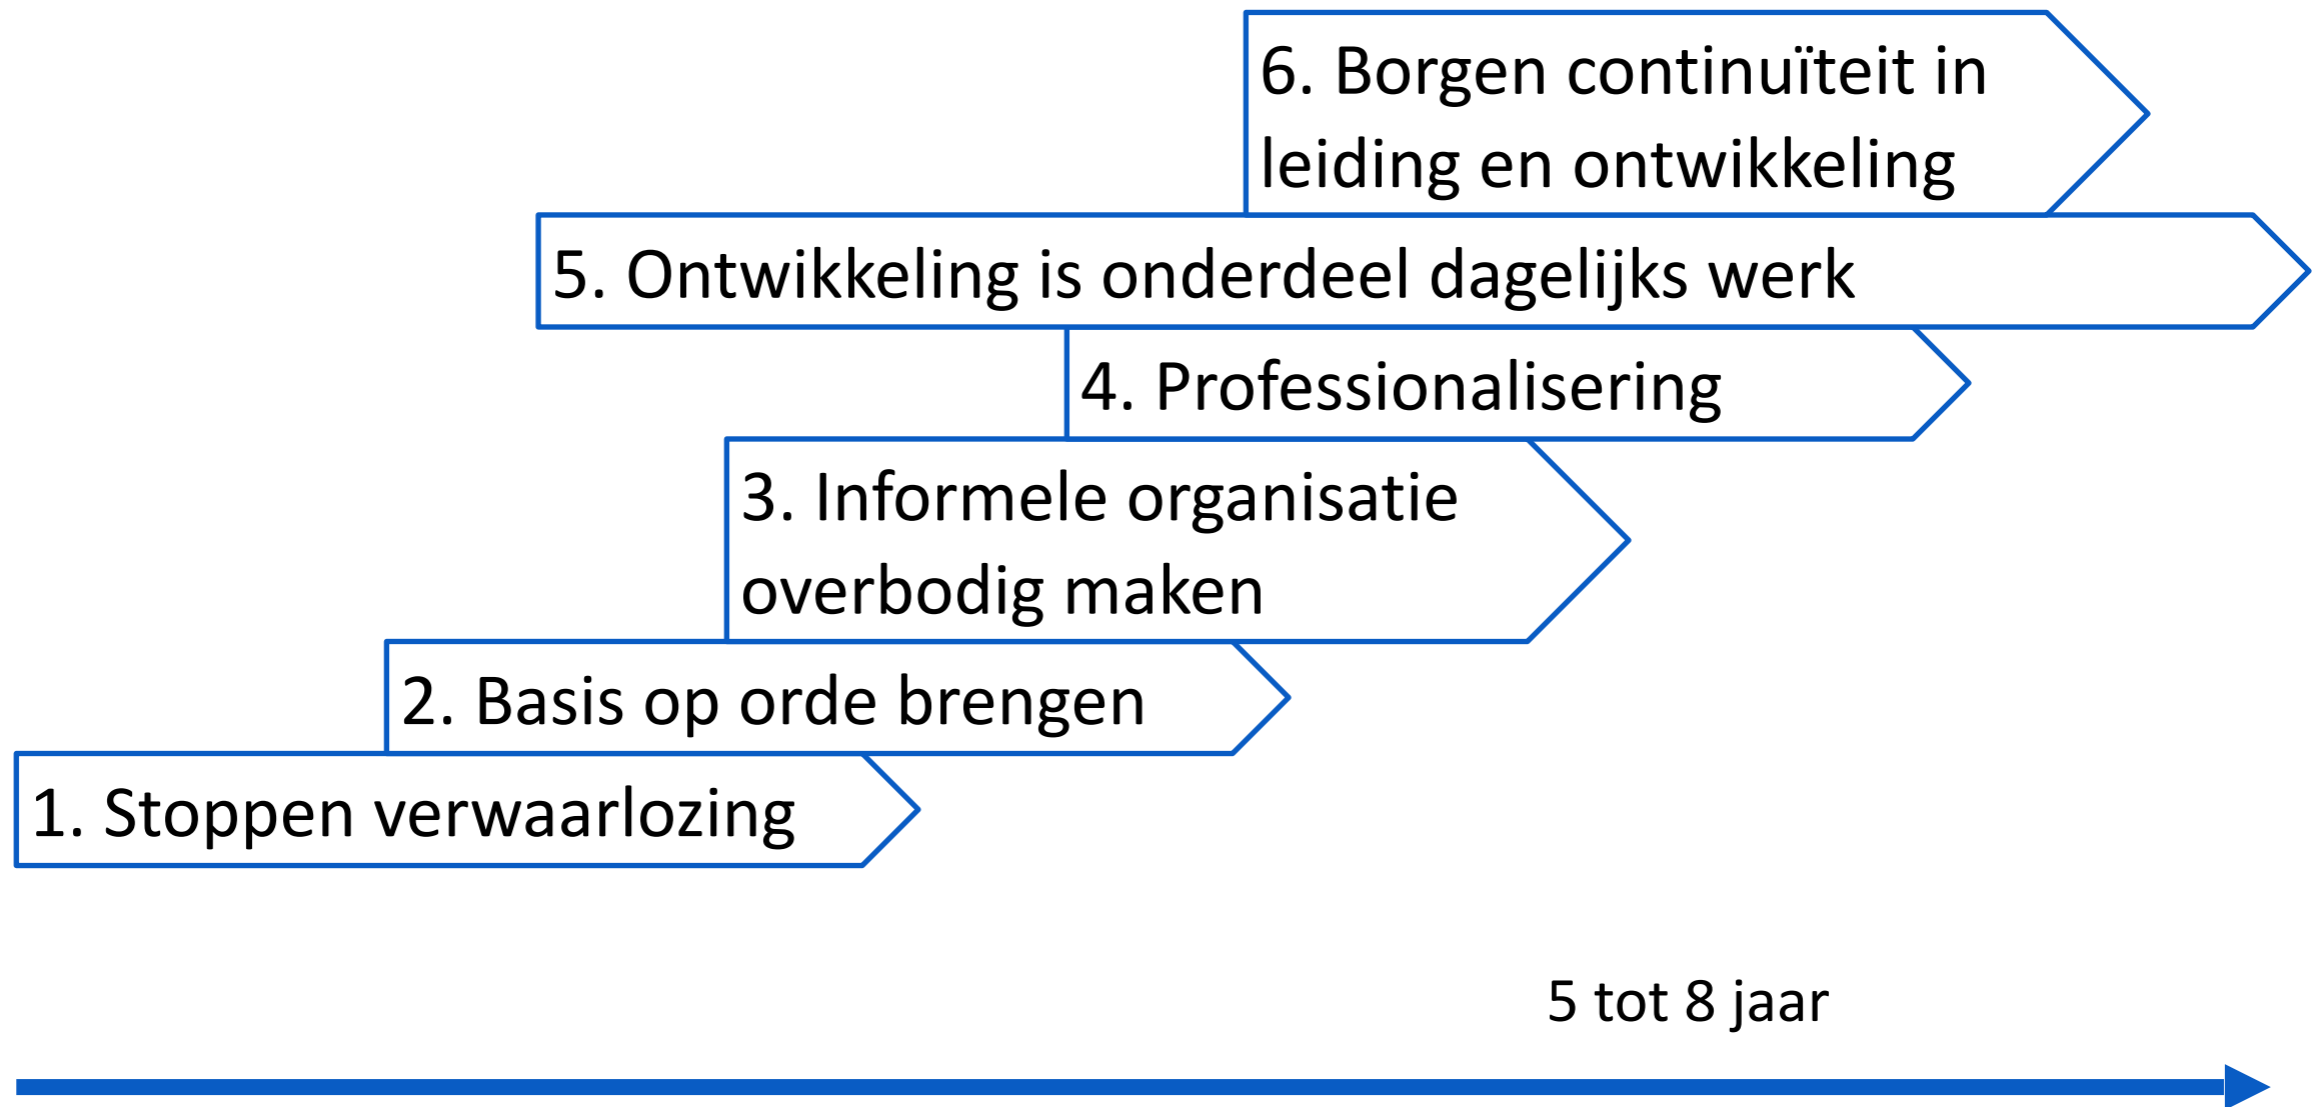 6. Borgen continuïteit in
leiding en ontwikkeling
5. Ontwikkeling is onderdeel dagelijks werk
4. Professionalisering
3. Informele organisatie
overbodig maken
2. Basis op orde brengen
1. Stoppen verwaarlozing
5 tot 8 jaar